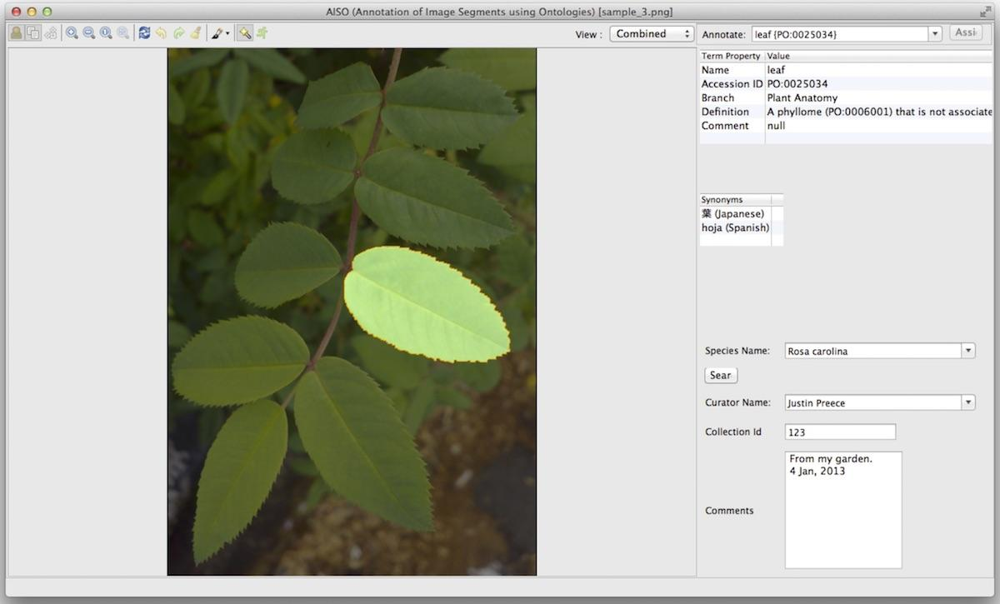 AISO (Annotation of Image Segments using Ontologies) [sample_3.png]
View : Combined
Annotate: leaf {PO:0025034} Assi
Term Property Value
Name leaf
Accession ID PO:0025034
Branch Plant Anatomy
Definition A phyllome (PO:0006001) that is not associate
Comment null
Synonyms
葉 (Japanese)
hoja (Spanish)
Species Name: Rosa carolina
Sear
Curator Name: Justin Preece
Collection Id 123
From my garden.
4 Jan, 2013
Comments